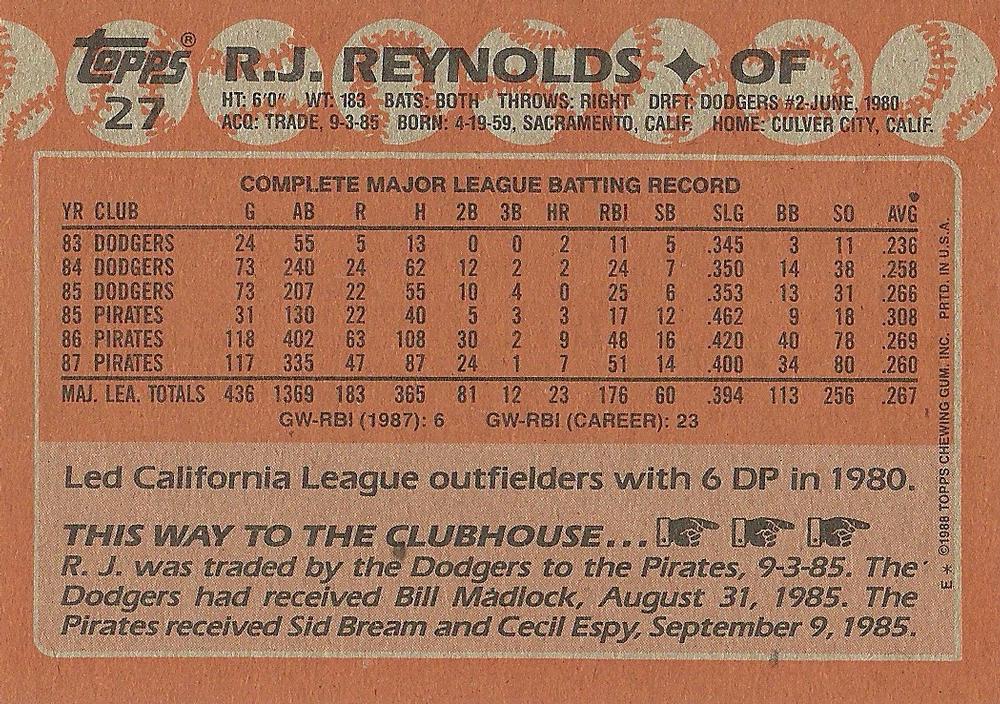 Topps®
27
R.J. REYNOLDS ✦ OF
HT: 6'0" WT: 183 BATS: BOTH THROWS: RIGHT DRFT: DODGERS #2-JUNE, 1980
ACQ: TRADE, 9-3-85 BORN: 4-19-59, SACRAMENTO, CALIF. HOME: CULVER CITY, CALIF.
COMPLETE MAJOR LEAGUE BATTING RECORD
YR CLUB G AB R H 2B 3B HR RBI SB SLG BB SO AVG
83 DODGERS 24 55 5 13 0 0 2 11 5 .345 3 11 .236
84 DODGERS 73 240 24 62 12 2 2 24 7 .350 14 38 .258
85 DODGERS 73 207 22 55 10 4 0 25 6 .353 13 31 .266
85 PIRATES 31 130 22 40 5 3 3 17 12 .462 9 18 .308
86 PIRATES 118 402 63 108 30 2 9 48 16 .420 40 78 .269
87 PIRATES 117 335 47 87 24 1 7 51 14 .400 34 80 .260
MAJ. LEA. TOTALS 436 1369 183 365 81 12 23 176 60 .394 113 256 .267
GW-RBI (1987): 6 GW-RBI (CAREER): 23
Led California League outfielders with 6 DP in 1980.
THIS WAY TO THE CLUBHOUSE...
R. J. was traded by the Dodgers to the Pirates, 9-3-85. The
Dodgers had received Bill Madlock, August 31, 1985. The
Pirates received Sid Bream and Cecil Espy, September 9, 1985.
E * ©1988 TOPPS CHEWING GUM, INC. PRTD. IN U.S.A.